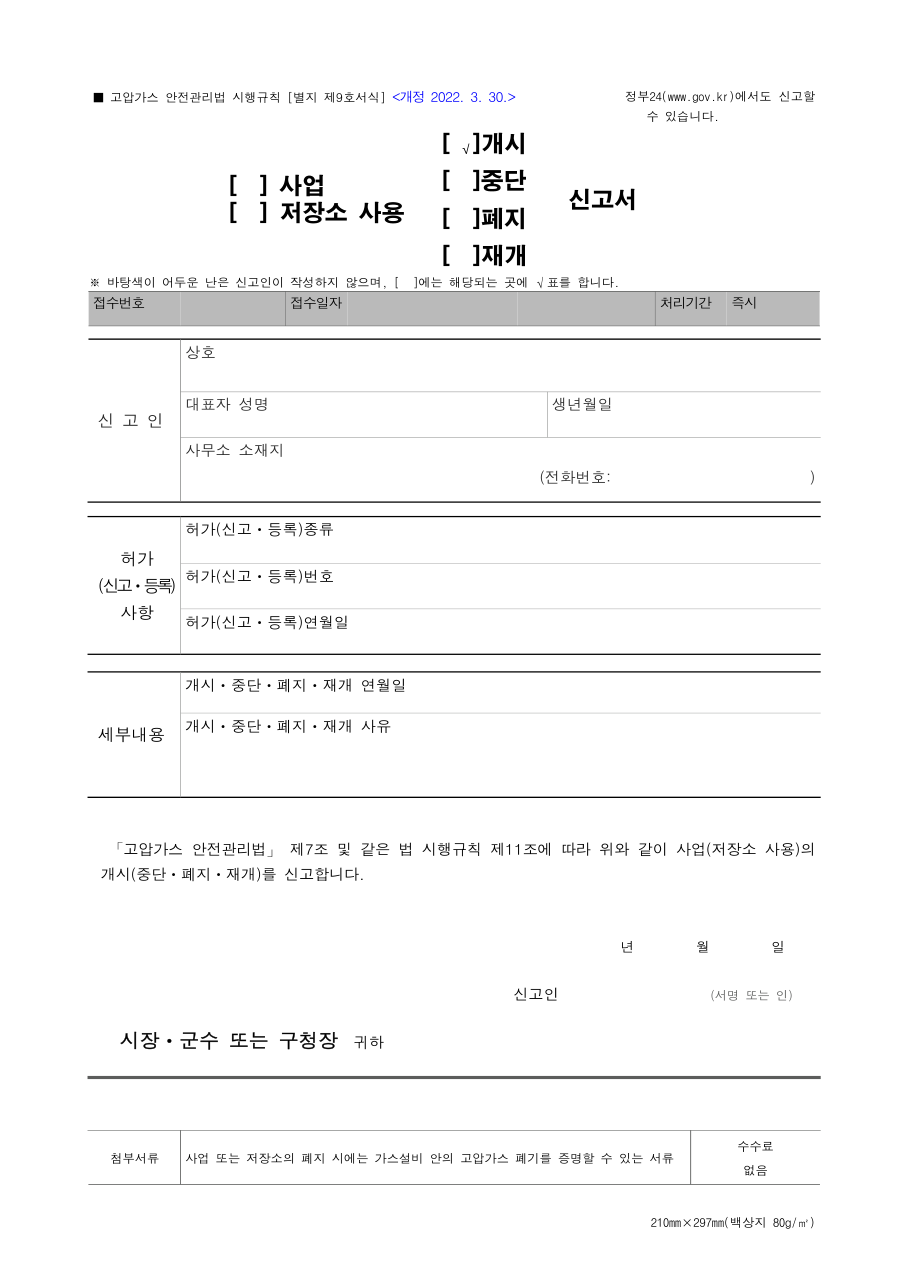 ■ 고압가스 안전관리법 시행규칙 [별지 제9호서식] <개정 2022. 3. 30.>
정부24(www.gov.kr)에서도 신고할
수 있습니다.
[ ] 사업
[ ] 저장소 사용
[ √]개시
[ ]중단
[ ]폐지
[ ]재개
신고서
※ 바탕색이 어두운 난은 신고인이 작성하지 않으며, [ ]에는 해당되는 곳에 √표를 합니다.
접수번호 접수일자 처리기간 즉시
신 고 인
상호
대표자 성명 생년월일
사무소 소재지
(전화번호: )
허가
(신고ㆍ등록)
사항
허가(신고ㆍ등록)종류
허가(신고ㆍ등록)번호
허가(신고ㆍ등록)연월일
세부내용
개시ㆍ중단ㆍ폐지ㆍ재개 연월일
개시ㆍ중단ㆍ폐지ㆍ재개 사유
「고압가스 안전관리법」 제7조 및 같은 법 시행규칙 제11조에 따라 위와 같이 사업(저장소 사용)의
개시(중단ㆍ폐지ㆍ재개)를 신고합니다.
년 월 일
신고인 (서명 또는 인)
시장ㆍ군수 또는 구청장 귀하
첨부서류
사업 또는 저장소의 폐지 시에는 가스설비 안의 고압가스 폐기를 증명할 수 있는 서류
수수료
없음
210㎜×297㎜(백상지 80g/㎡)